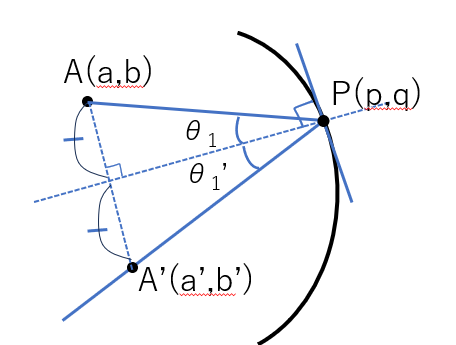 A(a,b)
P(p,q)
θ1
θ1'
A'(a',b')